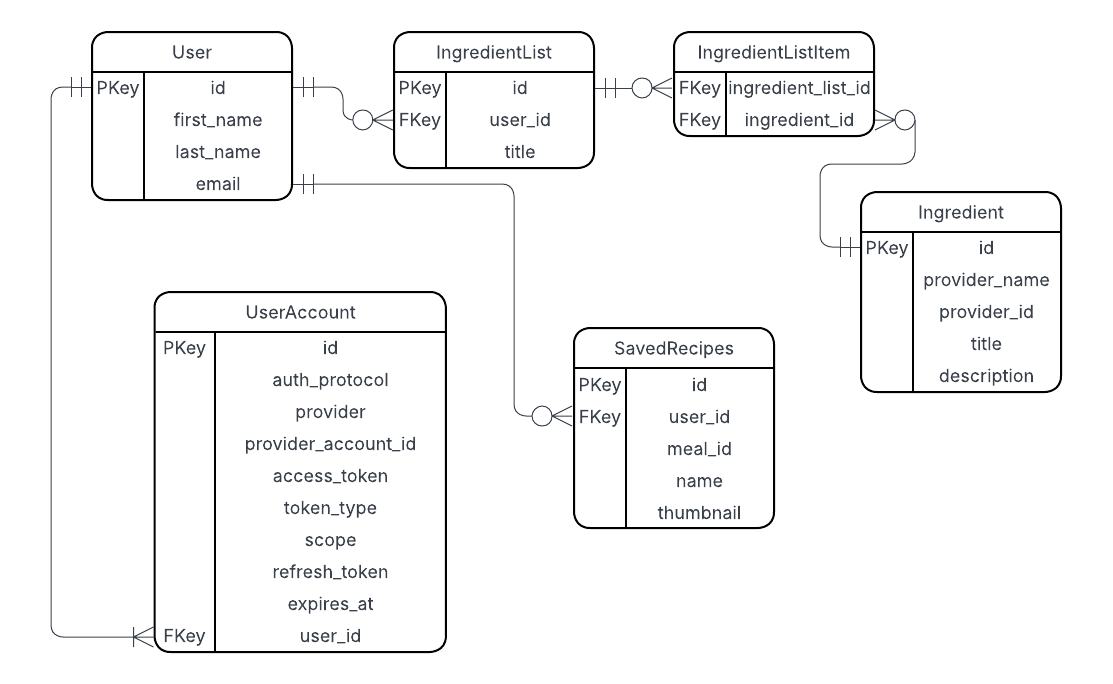 User
PKey id
first_name
last_name
email
IngredientList
PKey id
FKey user_id
title
IngredientListItem
FKey ingredient_list_id
FKey ingredient_id
Ingredient
PKey id
provider_name
provider_id
title
description
UserAccount
PKey id
auth_protocol
provider
provider_account_id
access_token
token_type
scope
refresh_token
expires_at
FKey user_id
SavedRecipes
PKey id
FKey user_id
meal_id
name
thumbnail